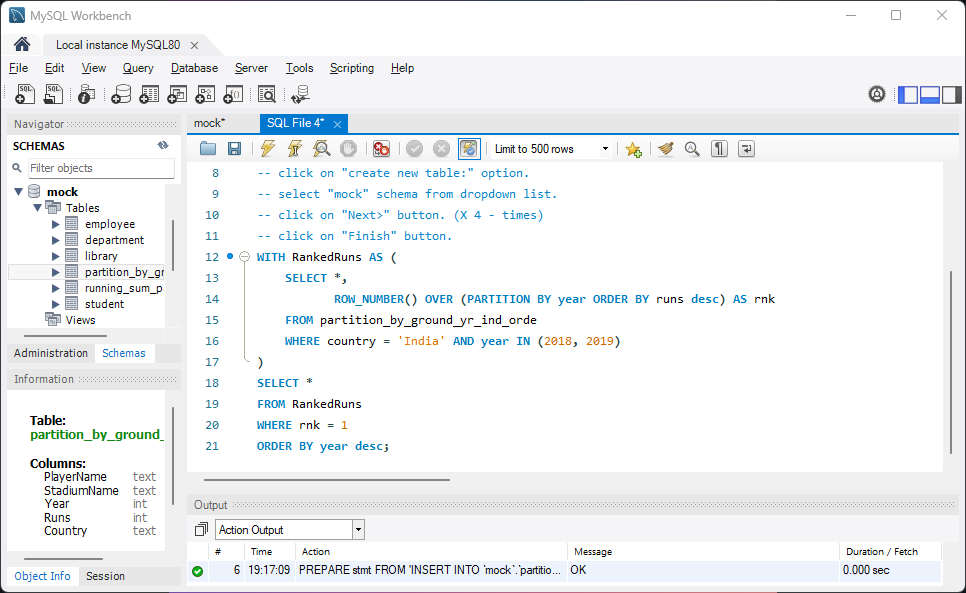 MySQL Workbench
Local instance MySQL80
File Edit View Query Database Server Tools Scripting Help
Navigator
SCHEMAS
Filter objects
mock
Tables
employee
department
library
partition_by_gr
running_sum_p
student
Views
Administration Schemas
Information
Table:
partition_by_ground_
Columns:
PlayerName text
StadiumName text
Year int
Runs int
Country text
Object Info Session
mock* SQL File 4*
Limit to 500 rows
8 -- click on "create new table:" option.
9 -- select "mock" schema from dropdown list.
10 -- click on "Next>" button. (X 4 - times)
11 -- click on "Finish" button.
12 WITH RankedRuns AS (
13 SELECT *,
14 ROW_NUMBER() OVER (PARTITION BY year ORDER BY runs desc) AS rnk
15 FROM partition_by_ground_yr_ind_orde
16 WHERE country = 'India' AND year IN (2018, 2019)
17 )
18 SELECT *
19 FROM RankedRuns
20 WHERE rnk = 1
21 ORDER BY year desc;
Output
Action Output
# Time Action Message Duration / Fetch
6 19:17:09 PREPARE stmt FROM 'INSERT INTO `mock`.`partitio... OK 0.000 sec